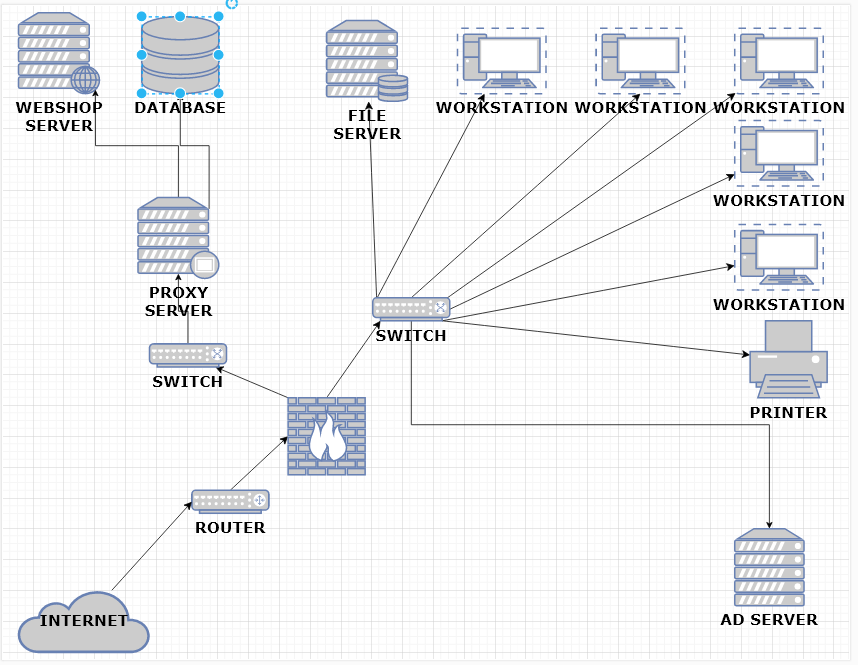 WEBSHOP
SERVER
DATABASE
FILE
SERVER
WORKSTATION
WORKSTATION
WORKSTATION
WORKSTATION
WORKSTATION
PROXY
SERVER
SWITCH
SWITCH
PRINTER
ROUTER
INTERNET
AD SERVER